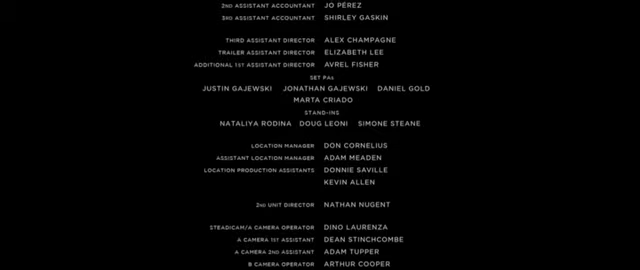 2ND ASSISTANT ACCOUNTANT JO PÉREZ
3RD ASSISTANT ACCOUNTANT SHIRLEY GASKIN
THIRD ASSISTANT DIRECTOR ALEX CHAMPAGNE
TRAILER ASSISTANT DIRECTOR ELIZABETH LEE
ADDITIONAL 1ST ASSISTANT DIRECTOR AVREL FISHER
SET PAs
JUSTIN GAJEWSKI JONATHAN GAJEWSKI DANIEL GOLD
MARTA CRIADO
STAND-INS
NATALIYA RODINA DOUG LEONI SIMONE STEANE
LOCATION MANAGER DON CORNELIUS
ASSISTANT LOCATION MANAGER ADAM MEADEN
LOCATION PRODUCTION ASSISTANTS DONNIE SAVILLE
KEVIN ALLEN
2ND UNIT DIRECTOR NATHAN NUGENT
STEADICAM/A CAMERA OPERATOR DINO LAURENZA
A CAMERA 1ST ASSISTANT DEAN STINCHCOMBE
A CAMERA 2ND ASSISTANT ADAM TUPPER
B CAMERA OPERATOR ARTHUR COOPER